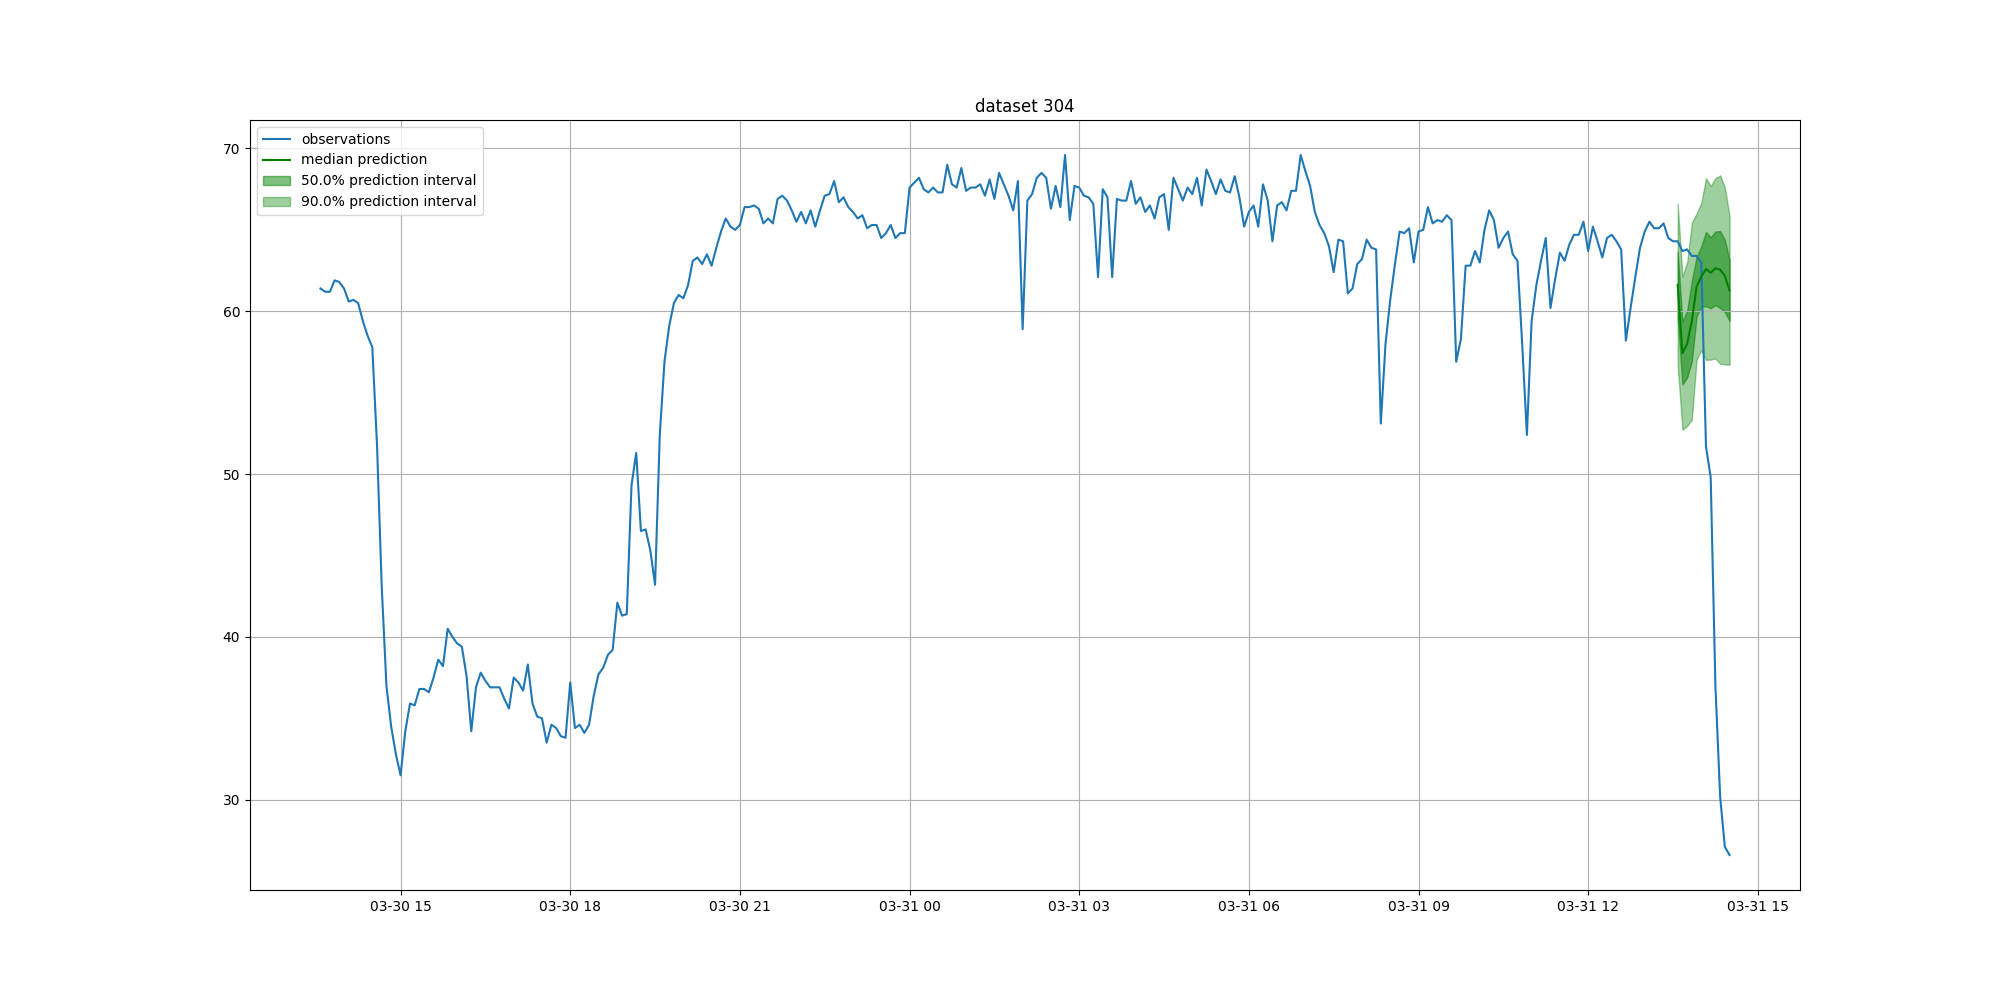 dataset 304
observations
median prediction
50.0% prediction interval
90.0% prediction interval
70
60
50
40
30
03-30 15
03-30 18
03-30 21
03-31 00
03-31 03
03-31 06
03-31 09
03-31 12
03-31 15